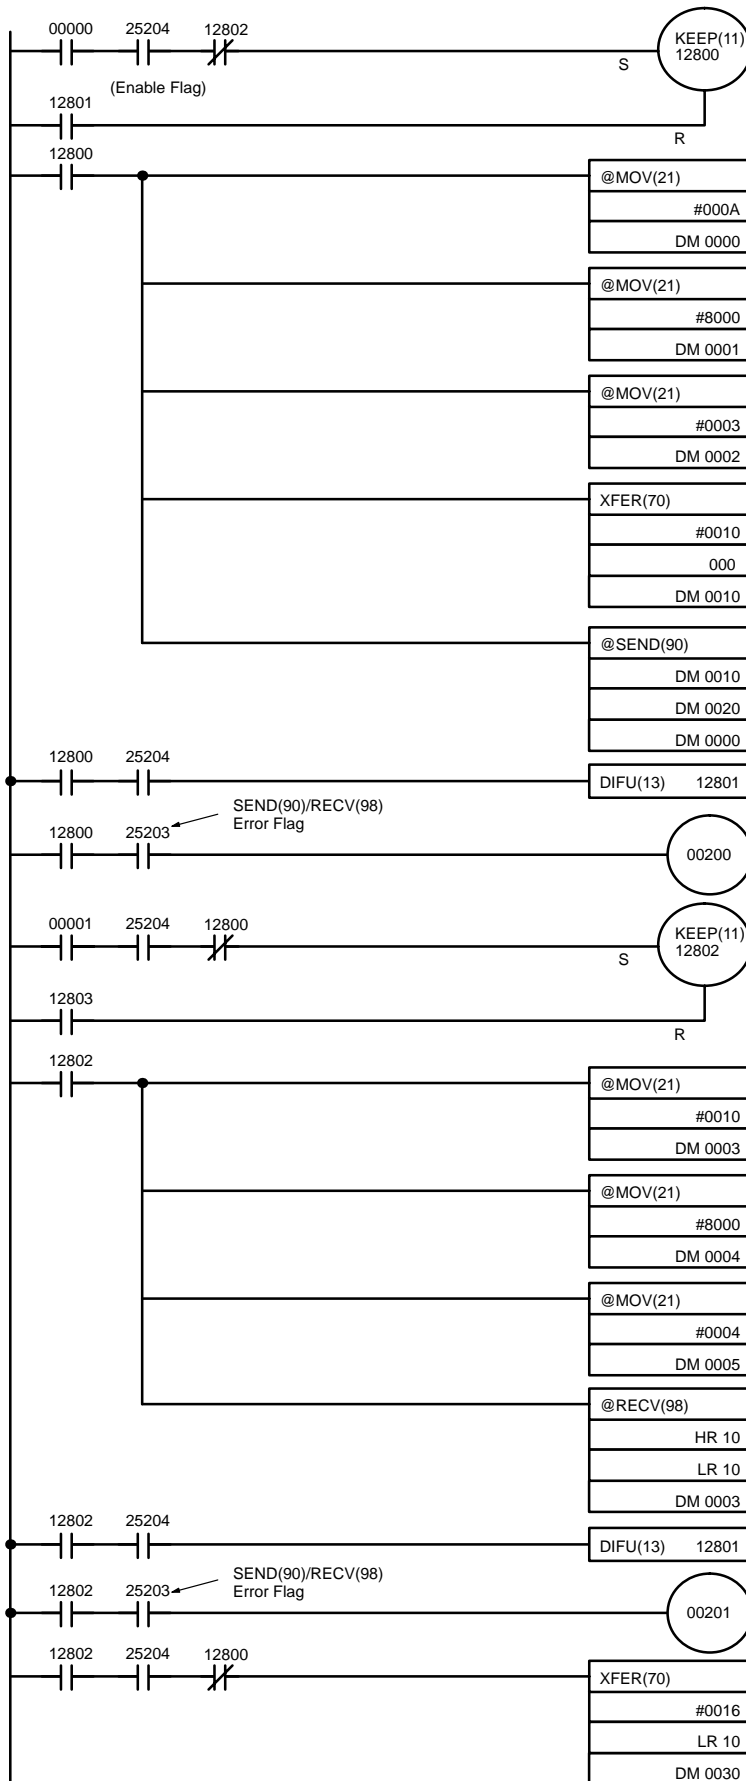 00000 25204 12802
KEEP(11)
12800
S
(Enable Flag)
12801
R
12800
@MOV(21)
#000A
DM 0000
@MOV(21)
#8000
DM 0001
@MOV(21)
#0003
DM 0002
XFER(70)
#0010
000
DM 0010
@SEND(90)
DM 0010
DM 0020
DM 0000
12800 25204
DIFU(13) 12801
SEND(90)/RECV(98)
Error Flag
12800 25203
00200
00001 25204 12800
KEEP(11)
12802
S
12803
R
12802
@MOV(21)
#0010
DM 0003
@MOV(21)
#8000
DM 0004
@MOV(21)
#0004
DM 0005
@RECV(98)
HR 10
LR 10
DM 0003
12802 25204
DIFU(13) 12801
SEND(90)/RECV(98)
Error Flag
12802 25203
00201
12802 25204 12800
XFER(70)
#0016
LR 10
DM 0030